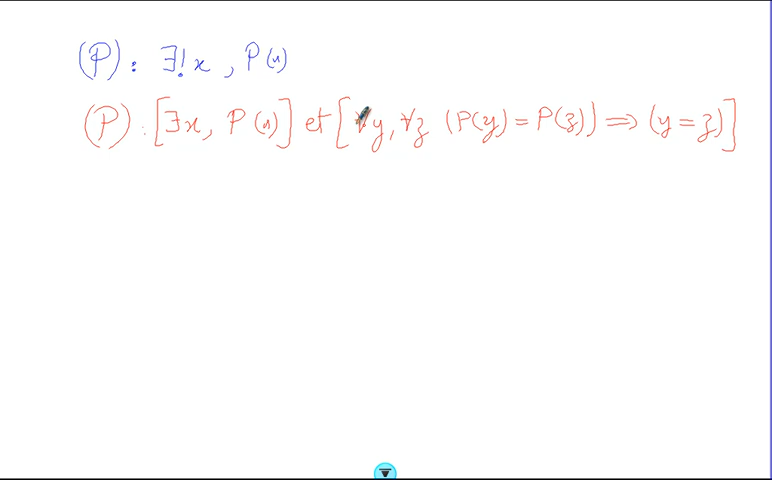 (P) : ∃! x , P(x)
(P) : [∃x, P(x)] et [∀y, ∀z (P(y) = P(z)) ⟹ (y = z)]